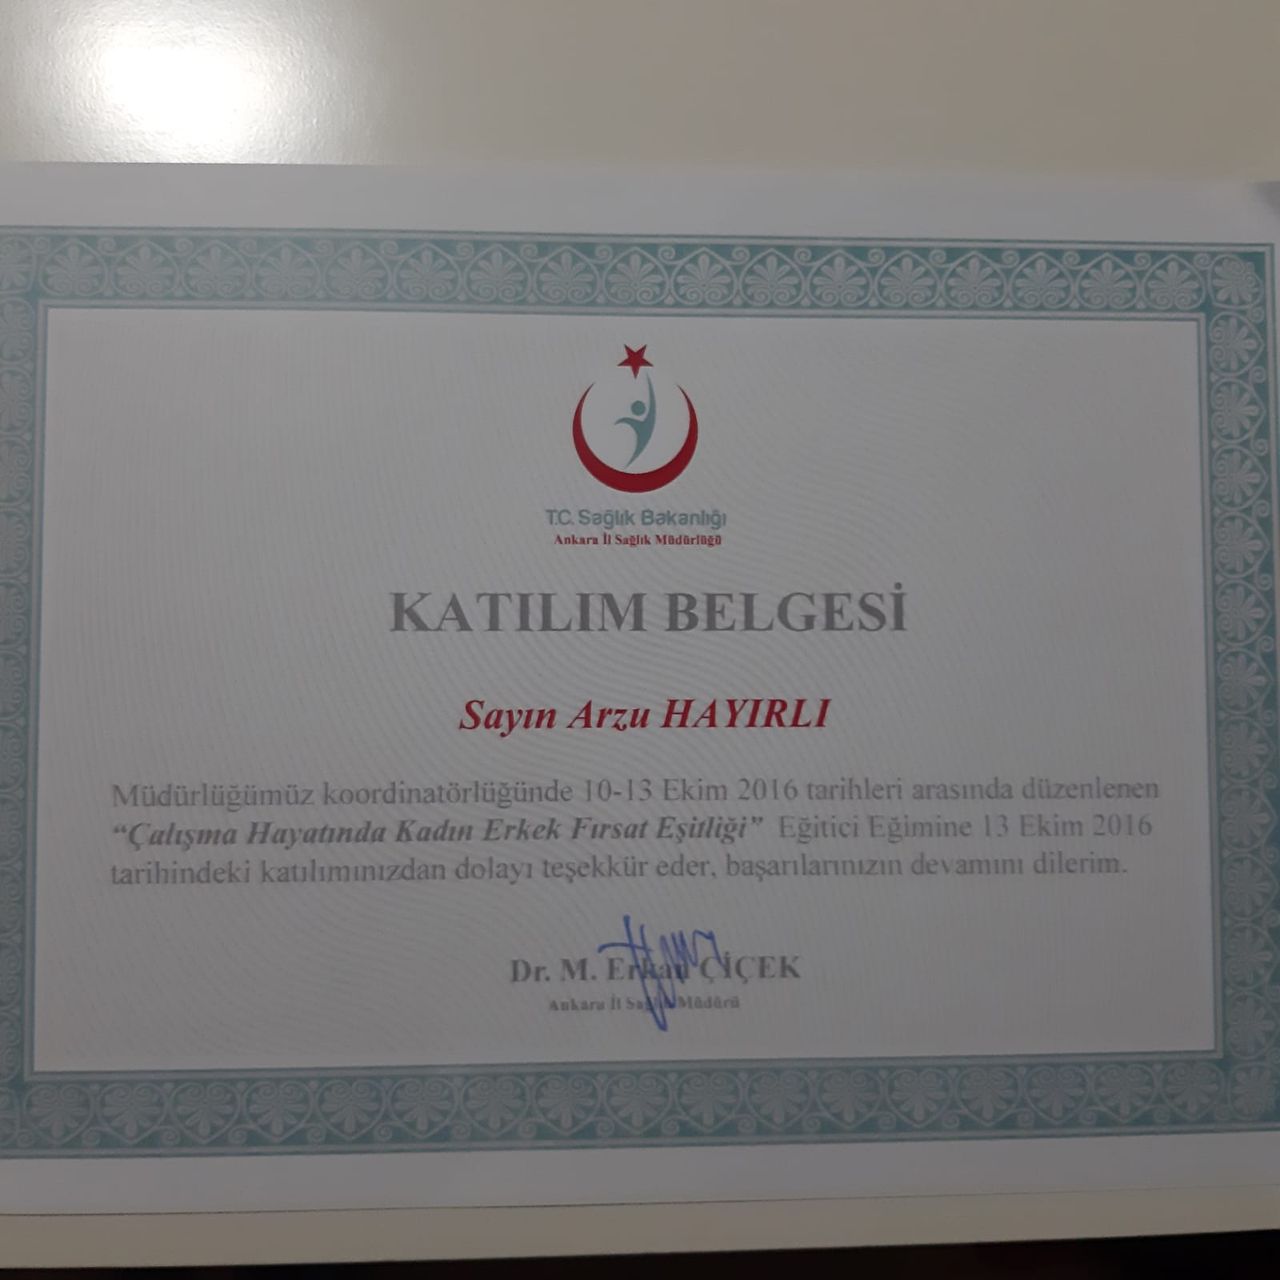 T.C. Sağlık Bakanlığı
Ankara İl Sağlık Müdürlüğü
KATILIM BELGESİ
Sayın Arzu HAYIRLI
Müdürlüğümüz koordinatörlüğünde 10-13 Ekim 2016 tarihleri arasında düzenlenen
“Çalışma Hayatında Kadın Erkek Fırsat Eşitliği” Eğitici Eğimine 13 Ekim 2016
tarihindeki katılımınızdan dolayı teşekkür eder, başarılarınızın devamını dilerim.
Dr. M. Erkan ÇİÇEK
Ankara İl Sağlık Müdürü